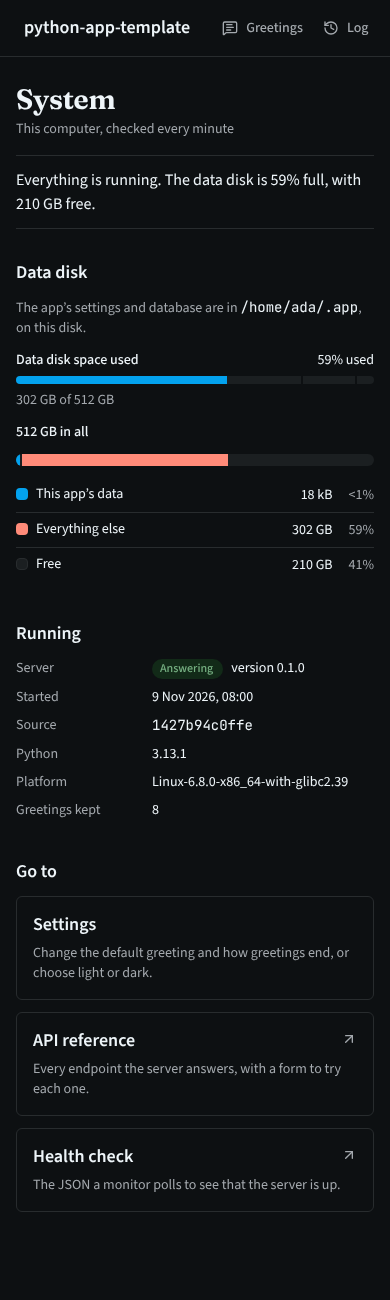 python-app-template
Greetings
Log
System
This computer, checked every minute
Everything is running. The data disk is 59% full, with
210 GB free.
Data disk
The app’s settings and database are in /home/ada/.app,
on this disk.
Data disk space used 59% used
302 GB of 512 GB
512 GB in all
This app’s data 18 kB <1%
Everything else 302 GB 59%
Free 210 GB 41%
Running
Server Answering version 0.1.0
Started 9 Nov 2026, 08:00
Source 1427b94c0ffe
Python 3.13.1
Platform Linux-6.8.0-x86_64-with-glibc2.39
Greetings kept 8
Go to
Settings
Change the default greeting and how greetings end, or
choose light or dark.
API reference
Every endpoint the server answers, with a form to try
each one.
Health check
The JSON a monitor polls to see that the server is up.